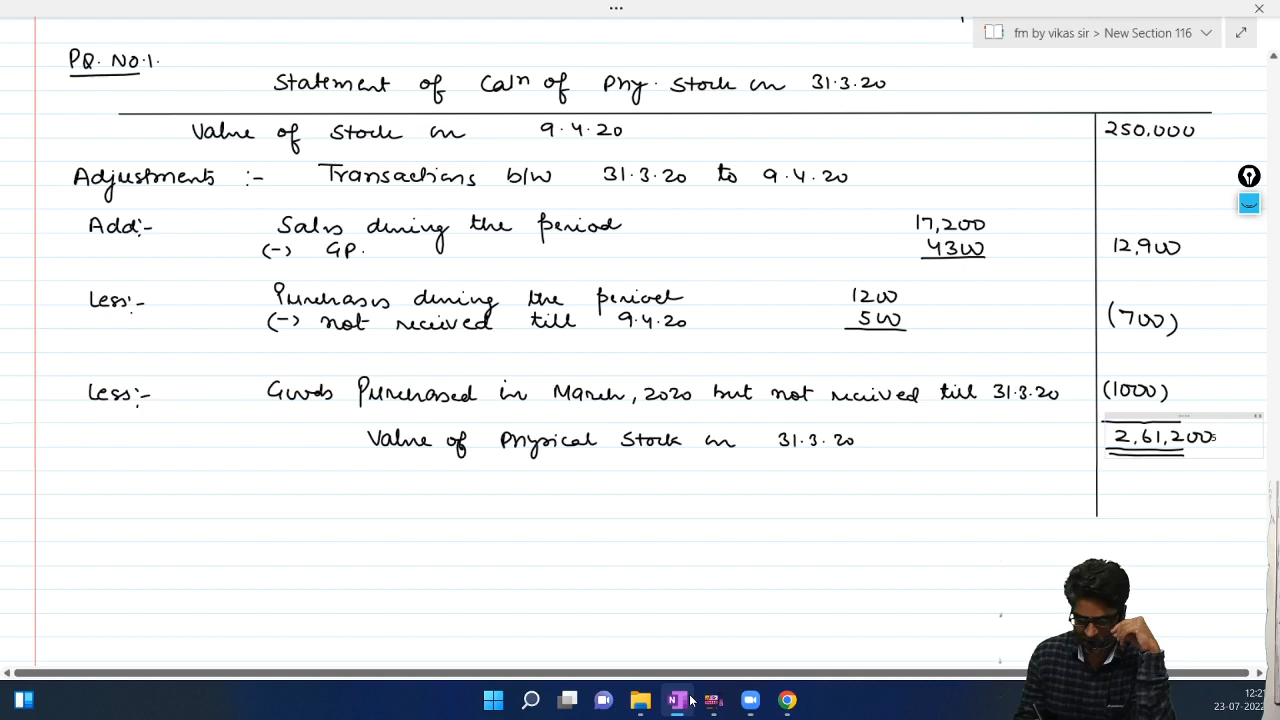 fm by vikas sir > New Section 116
PQ. No.1.
Statement of Calⁿ of Phy. Stock on 31.3.20
Value of Stock on 9.4.20 250,000
Adjustments :- Transactions b/w 31.3.20 to 9.4.20
Add:- Sales during the period 17,200
(-) GP. 4300 12,900
Less:- Purchases during the period 1200
(-) not received till 9.4.20 500 (700)
Less:- Goods Purchased in March, 2020 but not recived till 31.3.20 (1000)
Value of Physical Stock on 31.3.20 2,61,200
12:21
23-07-2022